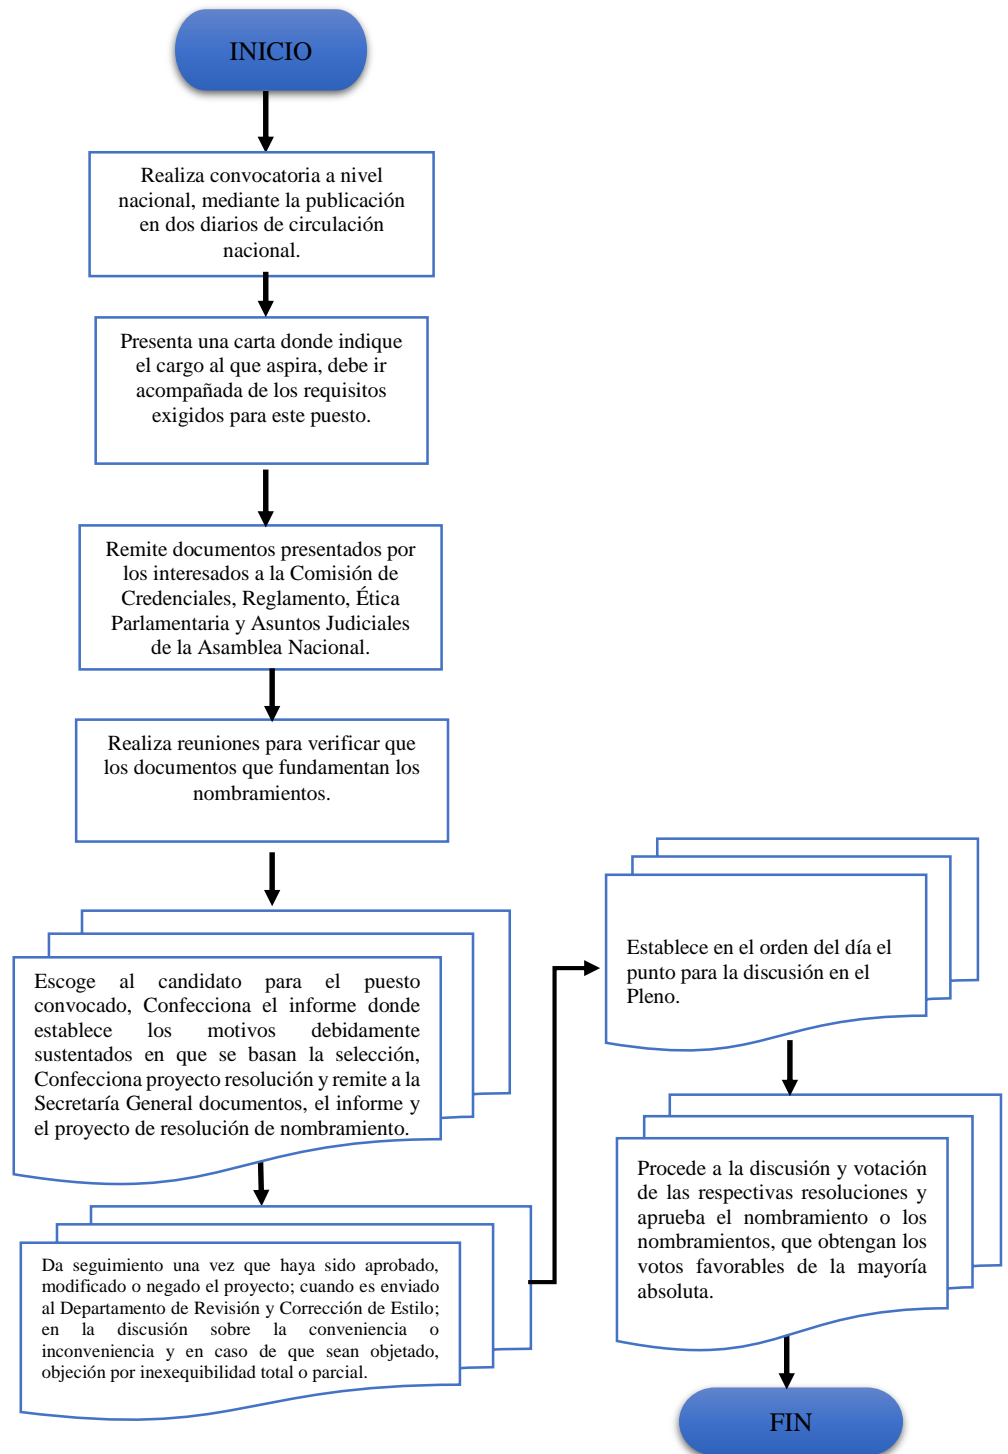 INICIO
Realiza convocatoria a nivel
nacional, mediante la publicación
en dos diarios de circulación
nacional.
Presenta una carta donde indique
el cargo al que aspira, debe ir
acompañada de los requisitos
exigidos para este puesto.
Remite documentos presentados por
los interesados a la Comisión de
Credenciales, Reglamento, Ética
Parlamentaria y Asuntos Judiciales
de la Asamblea Nacional.
Realiza reuniones para verificar que
los documentos que fundamentan los
nombramientos.
Escoge al candidato para el puesto
convocado, Confecciona el informe donde
establece los motivos debidamente
sustentados en que se basan la selección,
Confecciona proyecto resolución y remite a la
Secretaría General documentos, el informe y
el proyecto de resolución de nombramiento.
Da seguimiento una vez que haya sido aprobado,
modificado o negado el proyecto; cuando es enviado
al Departamento de Revisión y Corrección de Estilo;
en la discusión sobre la conveniencia o
inconveniencia y en caso de que sean objetado,
objeción por inexequibilidad total o parcial.
Establece en el orden del día el
punto para la discusión en el
Pleno.
Procede a la discusión y votación
de las respectivas resoluciones y
aprueba el nombramiento o los
nombramientos, que obtengan los
votos favorables de la mayoría
absoluta.
FIN